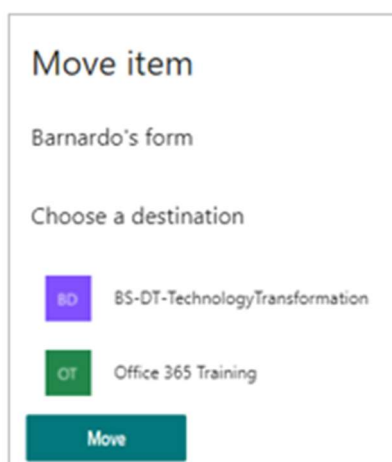 Move item
Barnardo's form
Choose a destination
BD BS-DT-TechnologyTransformation
OT Office 365 Training
Move